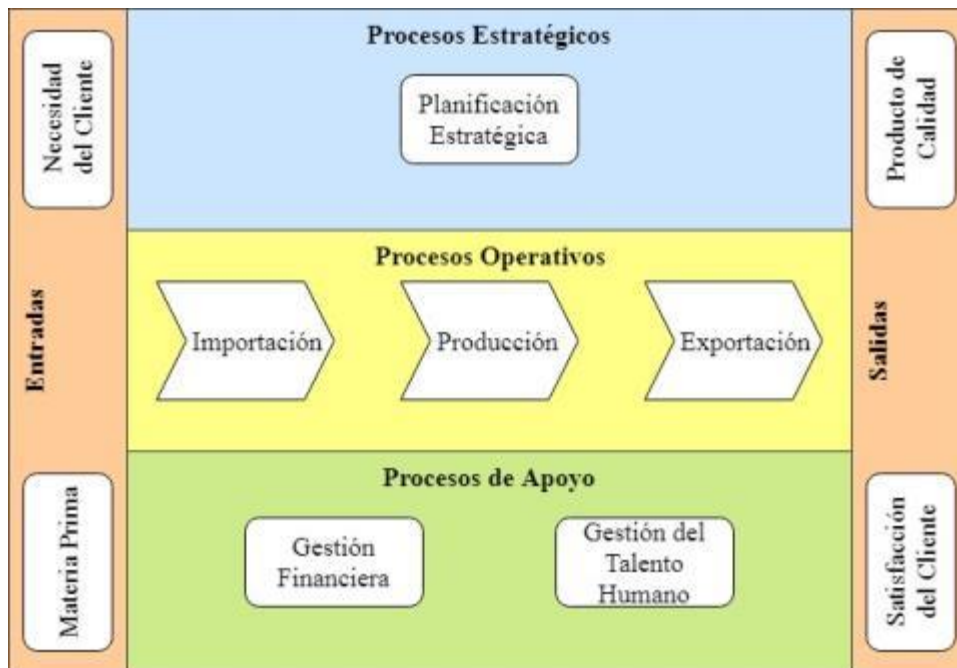 Procesos Estratégicos
Necesidad
del Cliente
Planificación
Estratégica
Producto de
Calidad
Procesos Operativos
Entradas
Importación
Producción
Exportación
Salidas
Procesos de Apoyo
Materia Prima
Gestión
Financiera
Gestión del
Talento
Humano
Satisfacción
del Cliente